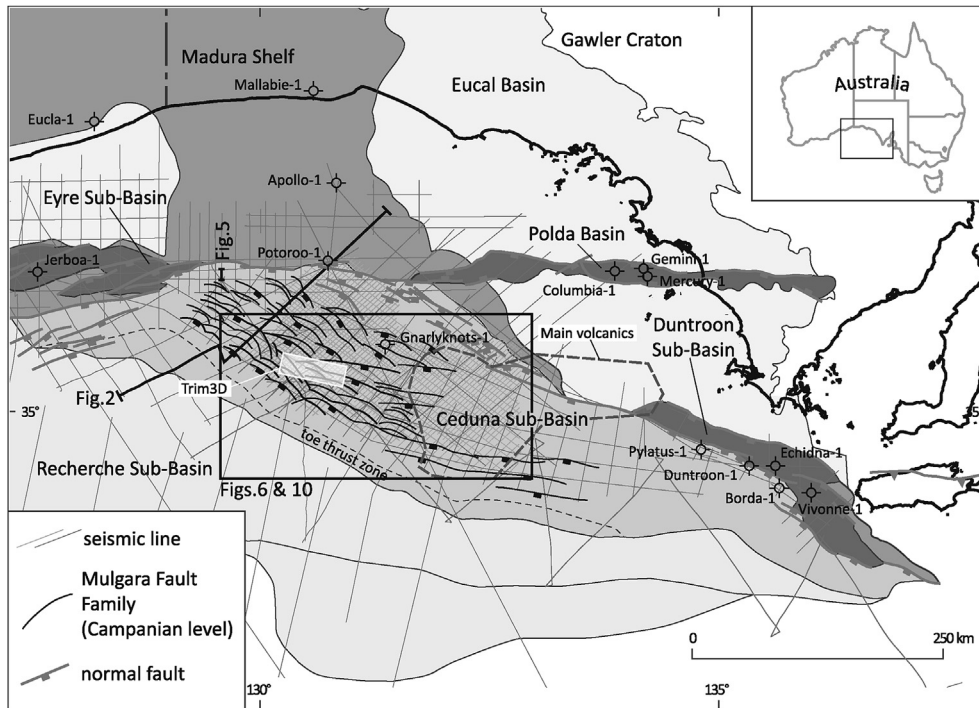 Gawler Craton
Madura Shelf
Australia
Mallabie-1
Eucal Basin
Eucla-1
Apollo-1
Eyre Sub-Basin
Fig.5
Polda Basin
Potoroo-1
Gemini-1
Jerboa-1
Columbia-1
Mercury-1
Main volcanics
Duntroon
Sub-Basin
Gnarlyknots-1
Trim3D
Fig.2
35°
Ceduna Sub-Basin
toe thrust zone
Pylatus-1
Echidna-1
Recherche Sub-Basin
Duntroon-1
Figs.6 & 10
Borda-1
Vivonne-1
seismic line
Mulgara Fault
Family
(Campanian level)
normal fault
0
250 km
130°
135°